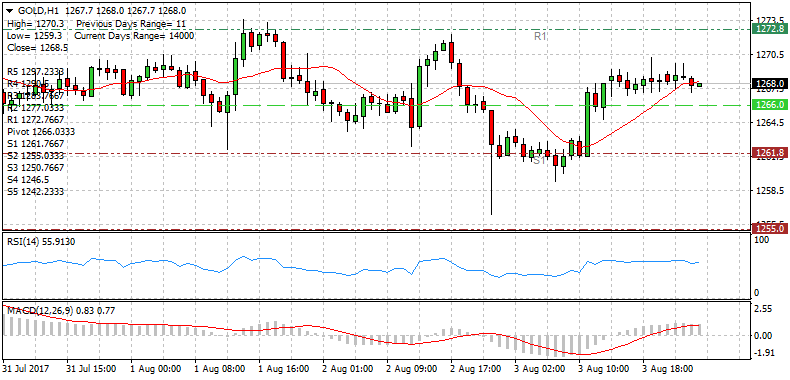 GOLD,H1 1267.7 1268.0 1267.7 1268.0
High= 1270.3 Previous Days Range= 11
Low= 1259.3 Current Days Range= 14000
Close= 1268.5
R5 1297.2333
R2 1277.0333
R1 1272.7667
Pivot 1266.0333
S1 1261.7667
S2 1255.0333
S3 1250.7667
S4 1246.5
S5 1242.2333
R1
S1
1273.5
1272.8
1270.5
1268.0
1266.0
1264.5
1261.8
1258.5
1255.0
RSI(14) 55.9130
100
0
MACD(12,26,9) 0.83 0.77
2.55
0.00
-1.91
31 Jul 2017
31 Jul 15:00
1 Aug 00:00
1 Aug 08:00
1 Aug 16:00
2 Aug 01:00
2 Aug 09:00
2 Aug 17:00
3 Aug 02:00
3 Aug 10:00
3 Aug 18:00